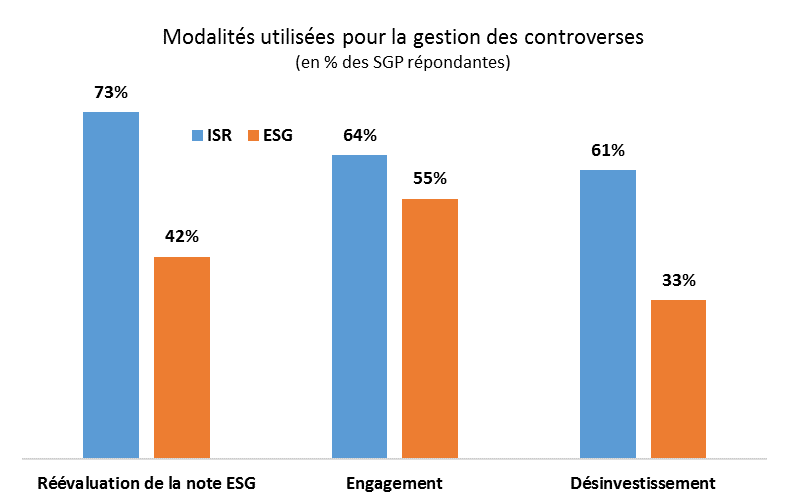 Modalités utilisées pour la gestion des controverses
(en % des SGP répondantes)
73%
ISR ESG
64%
61%
55%
42%
33%
Réévaluation de la note ESG Engagement Désinvestissement